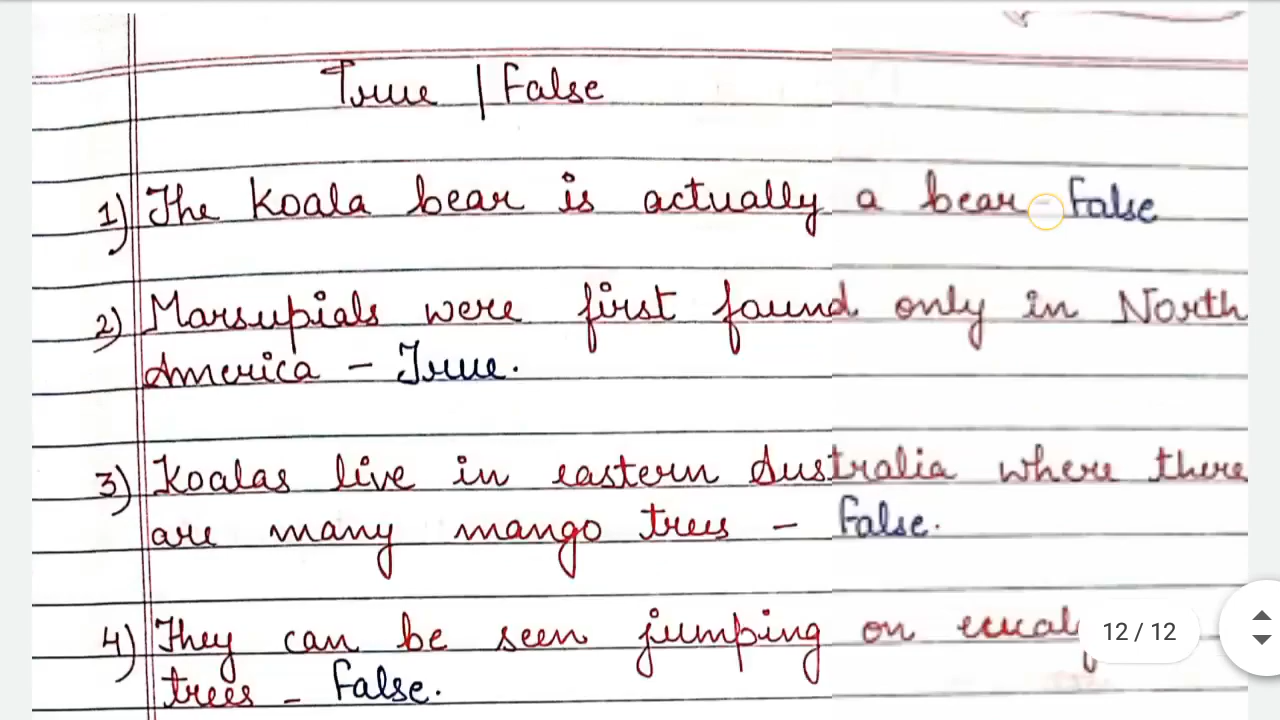 True | False
1) The Koala bear is actually a bear - False
2) Marsupials were first found only in North
America - True.
3) Koalas live in eastern Australia where there
are many mango trees - False.
4) They can be seen jumping on
12 / 12
trees - False.